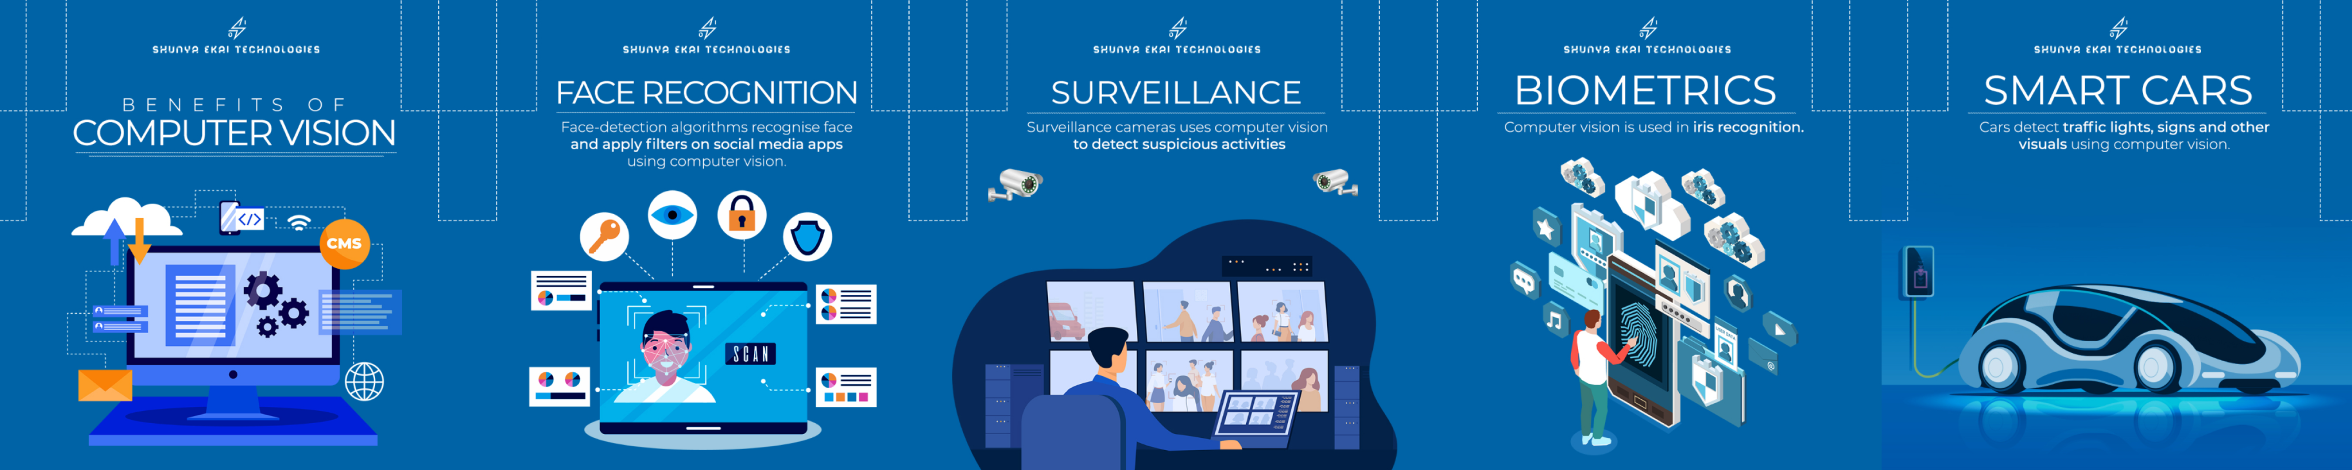 SHUNYA EKAI TECHNOLOGIES
BENEFITS OF
COMPUTER VISION
</>
CMS
SHUNYA EKAI TECHNOLOGIES
FACE RECOGNITION
Face-detection algorithms recognise face
and apply filters on social media apps
using computer vision.
SCAN
SHUNYA EKAI TECHNOLOGIES
SURVEILLANCE
Surveillance cameras uses computer vision
to detect suspicious activities
SHUNYA EKAI TECHNOLOGIES
BIOMETRICS
Computer vision is used in iris recognition.
SHUNYA EKAI TECHNOLOGIES
SMART CARS
Cars detect traffic lights, signs and other
visuals using computer vision.